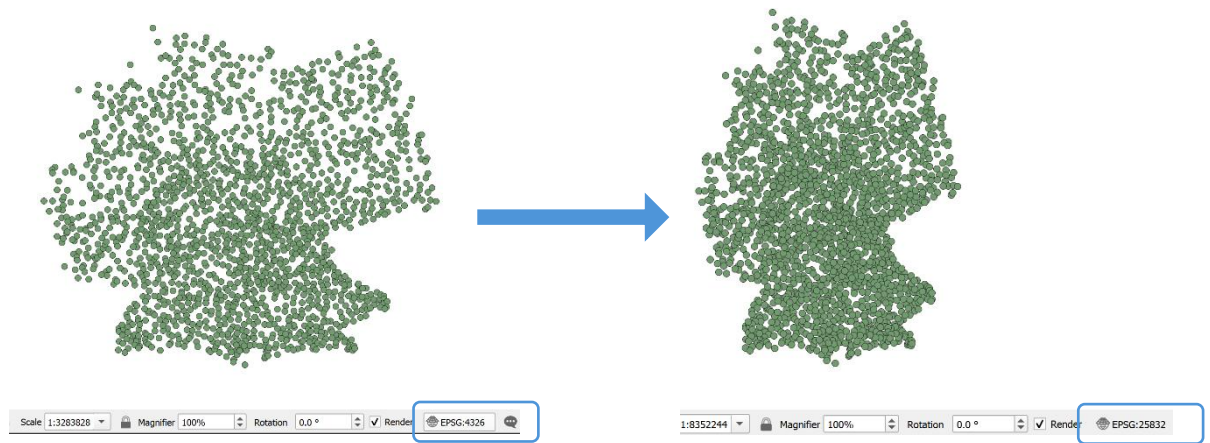 Scale 1:3283828 Magnifier 100% Rotation 0.0 ° Render EPSG:4326
1:8352244 Magnifier 100% Rotation 0.0 ° Render EPSG:25832